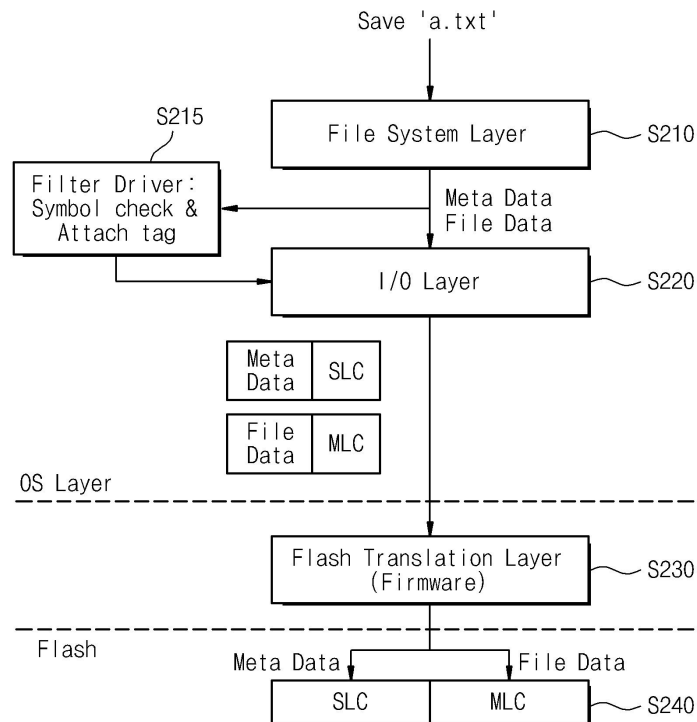 Save 'a.txt'
S215
File System Layer
S210
Filter Driver:
Symbol check &
Attach tag
Meta Data
File Data
I/O Layer
S220
Meta
Data
SLC
File
Data
MLC
OS Layer
Flash Translation Layer
(Firmware)
S230
Flash
Meta Data
File Data
SLC
MLC
S240